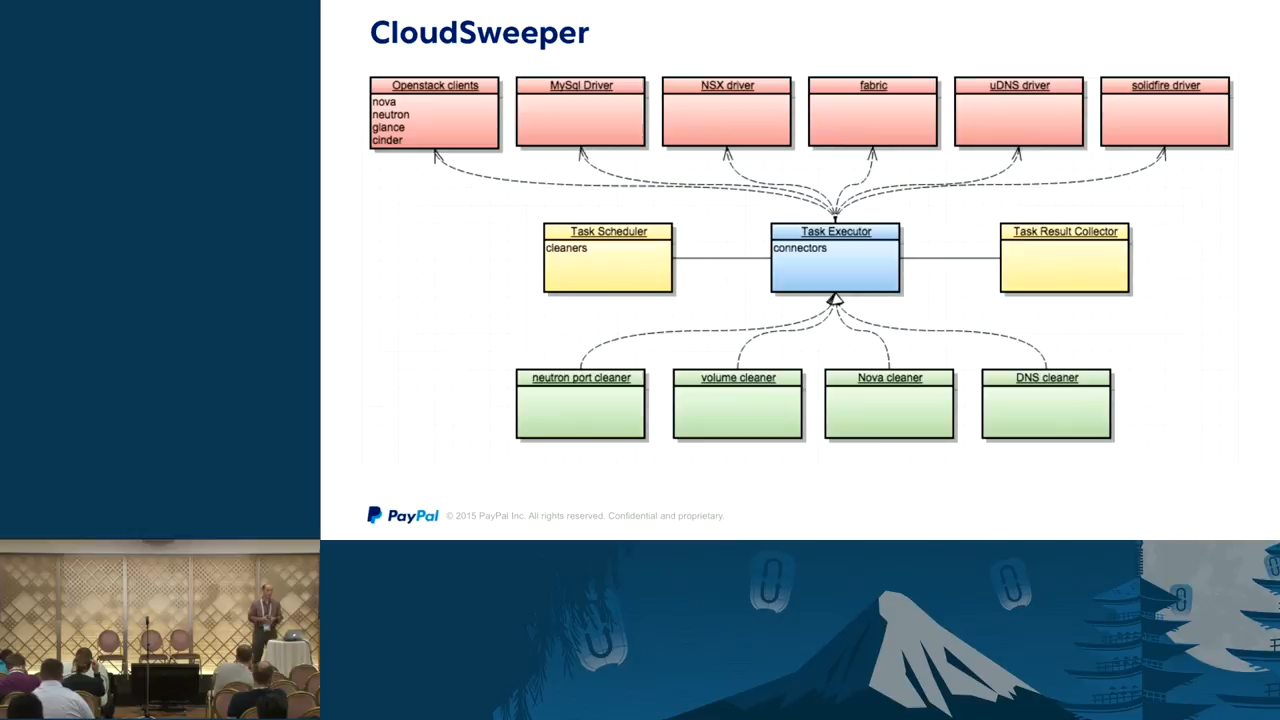 CloudSweeper
Openstack clients
nova
neutron
glance
cinder
MySql Driver
NSX driver
fabric
uDNS driver
solidfire driver
Task Scheduler
cleaners
Task Executor
connectors
Task Result Collector
neutron port cleaner
volume cleaner
Nova cleaner
DNS cleaner
PayPal © 2015 PayPal Inc. All rights reserved. Confidential and proprietary.